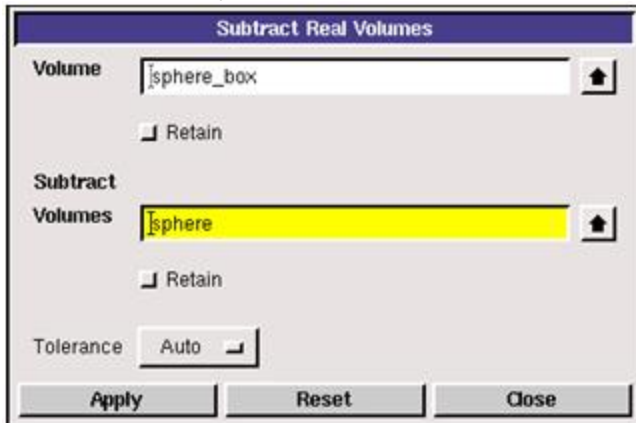 Subtract Real Volumes
Volume
sphere_box
Retain
Subtract
Volumes
sphere
Retain
Tolerance Auto
Apply Reset Close